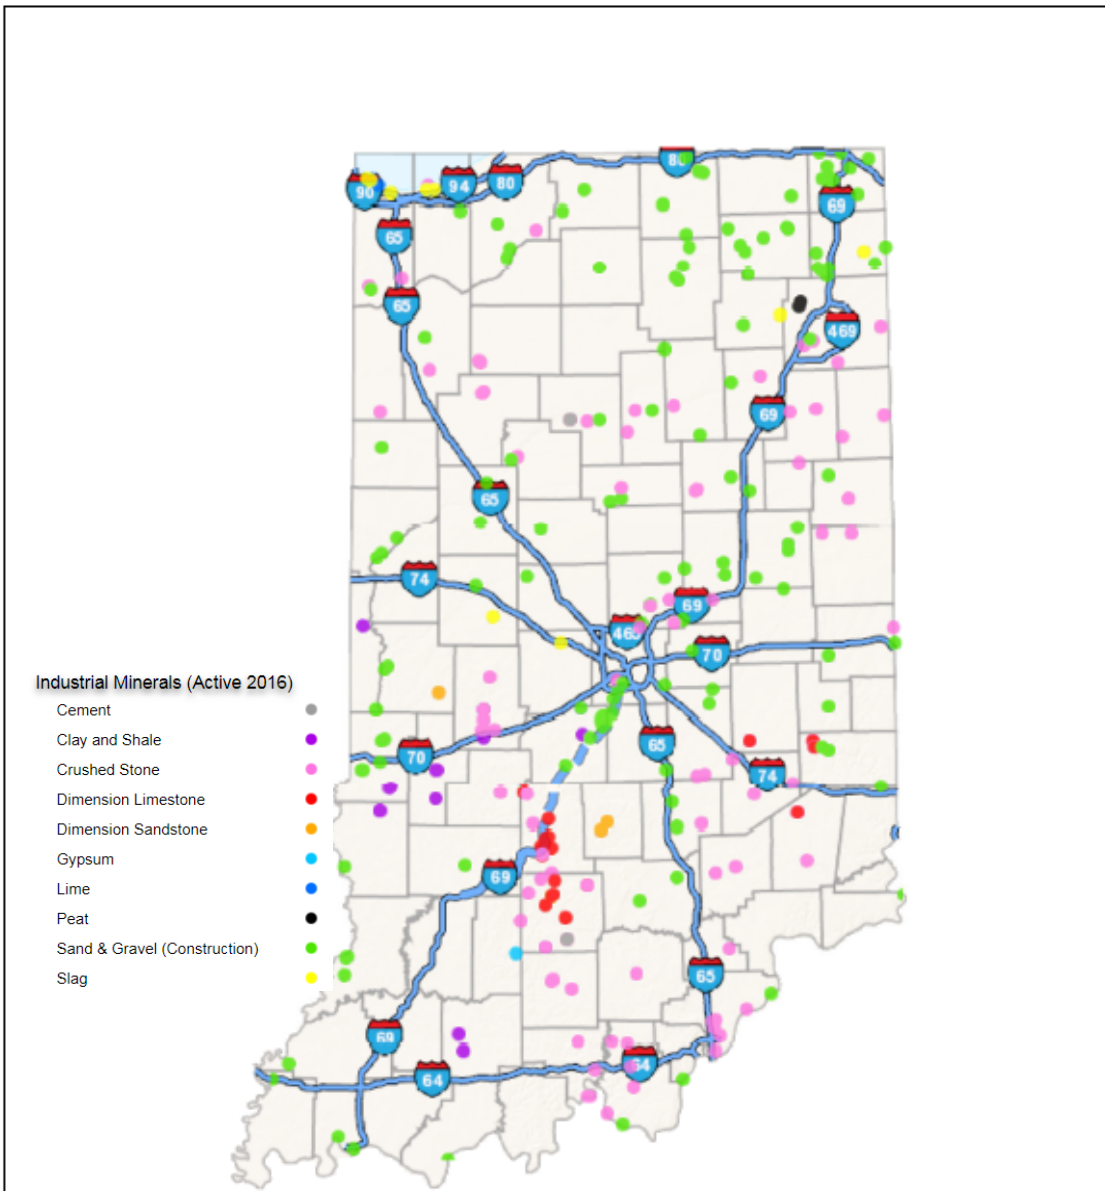 80
90
94
80
69
65
65
469
69
65
74
69
465
70
Industrial Minerals (Active 2016)
Cement
Clay and Shale
Crushed Stone
Dimension Limestone
Dimension Sandstone
Gypsum
Lime
Peat
Sand & Gravel (Construction)
Slag
65
70
74
69
65
69
64
64